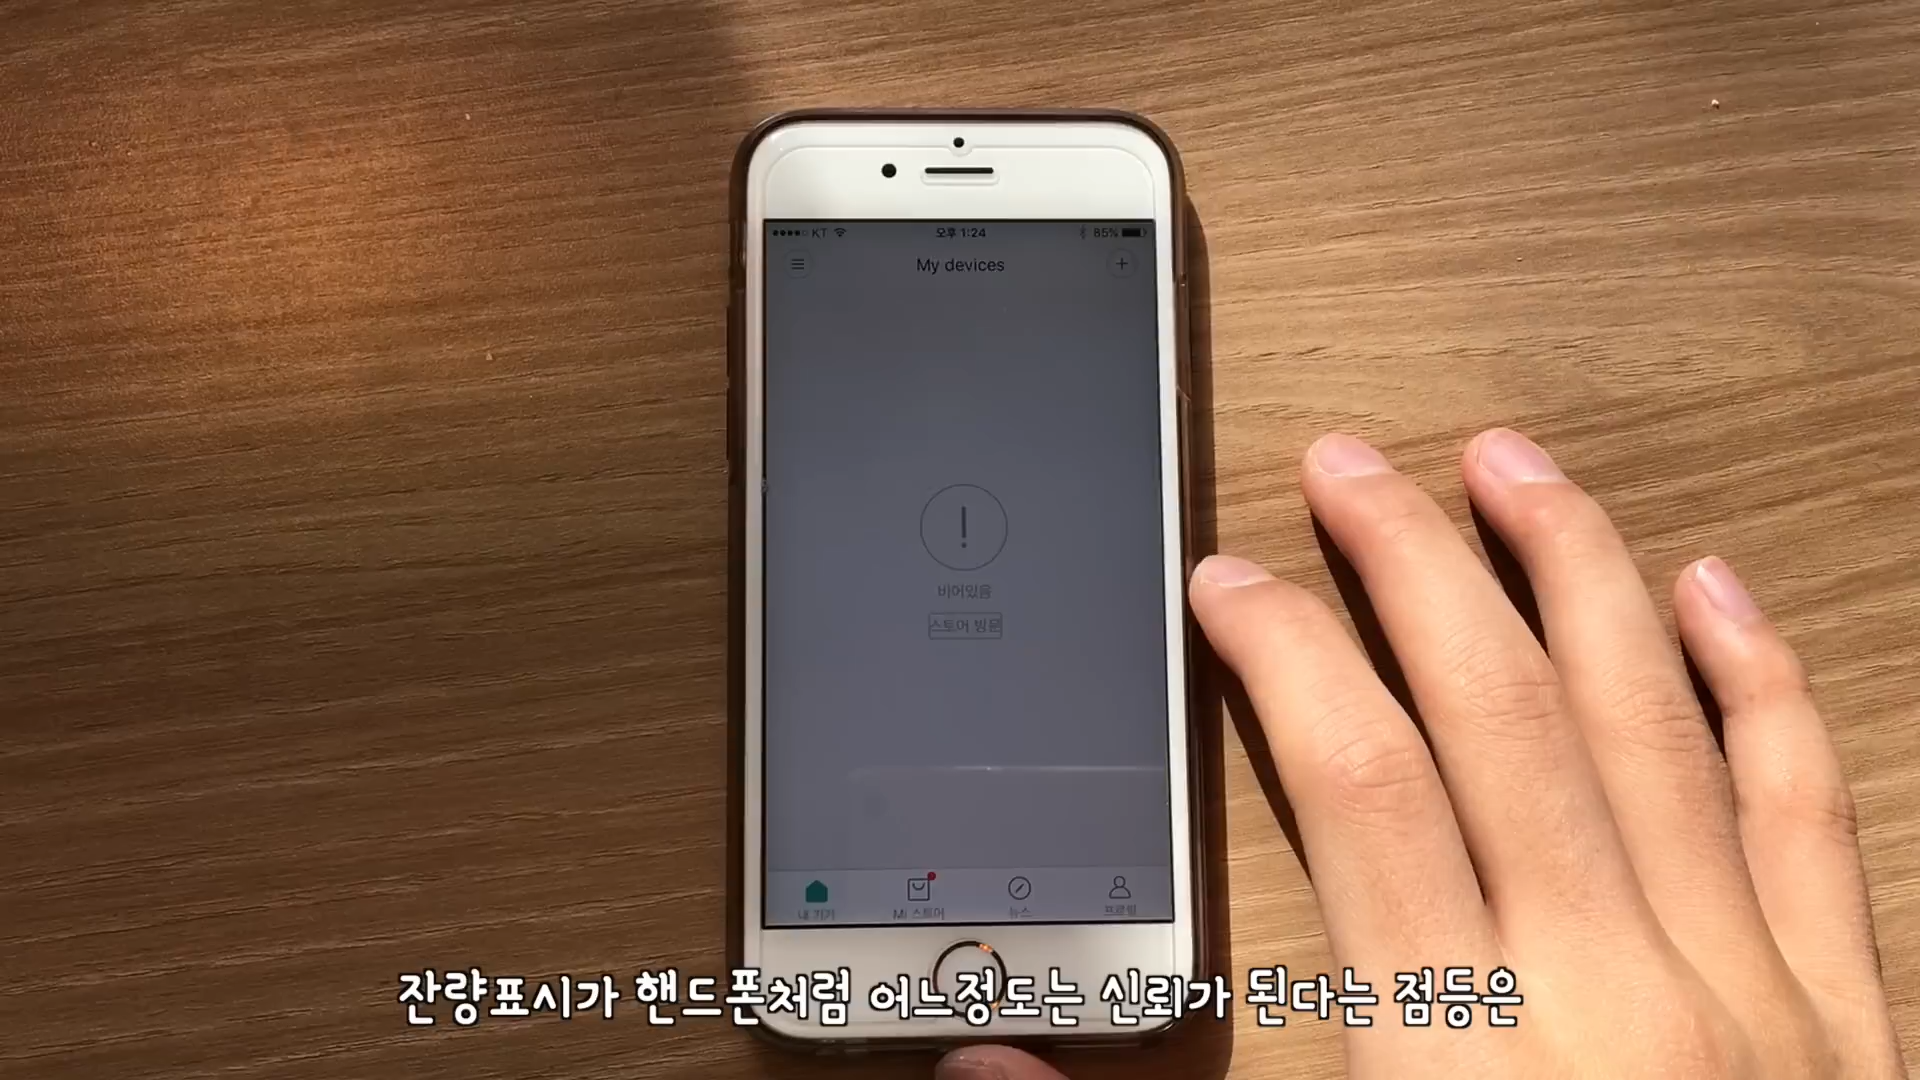 KT 오후 1:24 85%
My devices
비어있음
스토어 방문
내 기기 Mi 스토어 뉴스 프로필
잔량표시가 핸드폰처럼 어느정도는 신뢰가 된다는 점등은